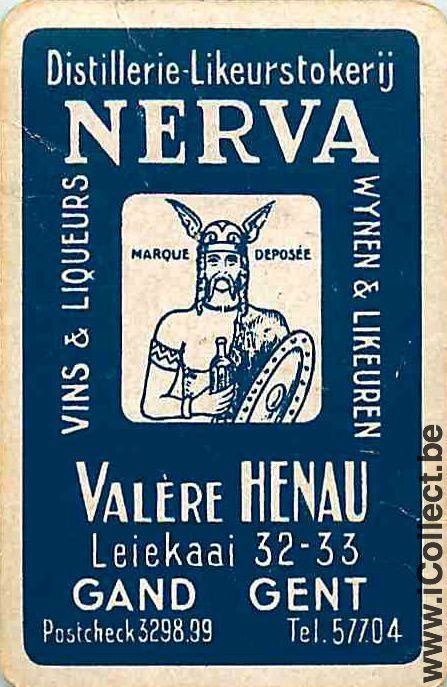 Distillerie-Likeurstokerij
NERVA
VINS & LIQUEURS
MARQUE DEPOSÉE
WYNEN & LIKEUREN
VALÈRE HENAU
Leiekaai 32-33
GAND GENT
Postcheck 3298.99 Tel. 577.04
www.iCollect.be